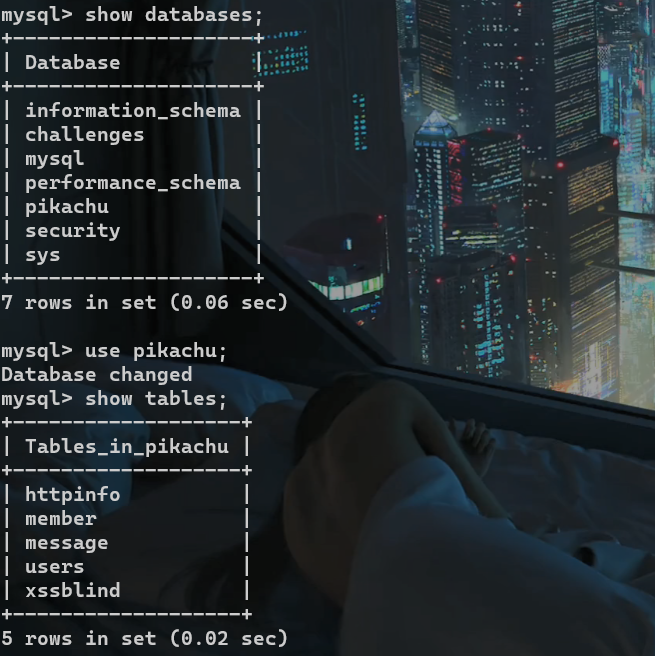 mysql> show databases;
+--------------------+
| Database           |
+--------------------+
| information_schema |
| challenges         |
| mysql              |
| performance_schema |
| pikachu            |
| security           |
| sys                |
+--------------------+
7 rows in set (0.06 sec)
mysql> use pikachu;
Database changed
mysql> show tables;
+-------------------+
| Tables_in_pikachu |
+-------------------+
| httpinfo          |
| member            |
| message           |
| users             |
| xssblind          |
+-------------------+
5 rows in set (0.02 sec)